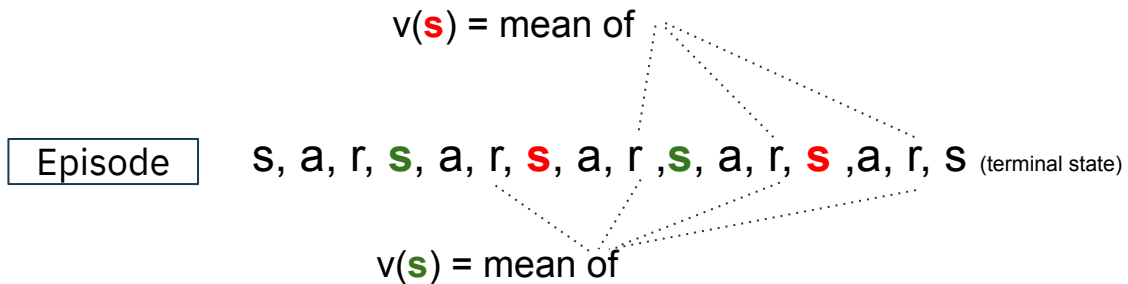 v(s) = mean of
Episode
s, a, r, s, a, r, s, a, r ,s, a, r, s ,a, r, s (terminal state)
v(s) = mean of